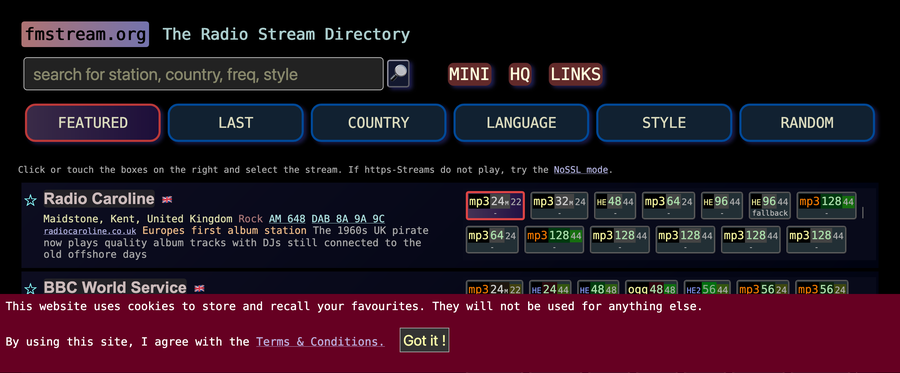 fmstream.org The Radio Stream Directory
search for station, country, freq, style
MINI HQ LINKS
FEATURED LAST COUNTRY LANGUAGE STYLE RANDOM
Click or touch the boxes on the right and select the stream. If https-Streams do not play, try the NoSSL mode.
☆ Radio Caroline
Maidstone, Kent, United Kingdom Rock AM 648 DAB 8A 9A 9C
radiocaroline.co.uk Europes first album station The 1960s UK pirate
now plays quality album tracks with DJs still connected to the
old offshore days
mp3 24M 22 mp3 32M 24 HE 48 44 mp3 64 24 HE 96 44 HE 96 44 mp3 128 44
- - - - - fallback -
mp3 64 24 mp3 128 44 mp3 128 44 mp3 128 44 mp3 128 44 mp3 128 44
- - - - - -
☆ BBC World Service
mp3 24M 22 HE 24 44 HE 48 48 ogg 48 48 HE2 56 44 mp3 56 24 mp3 56 24
This website uses cookies to store and recall your favourites. They will not be used for anything else.
By using this site, I agree with the Terms & Conditions. Got it !